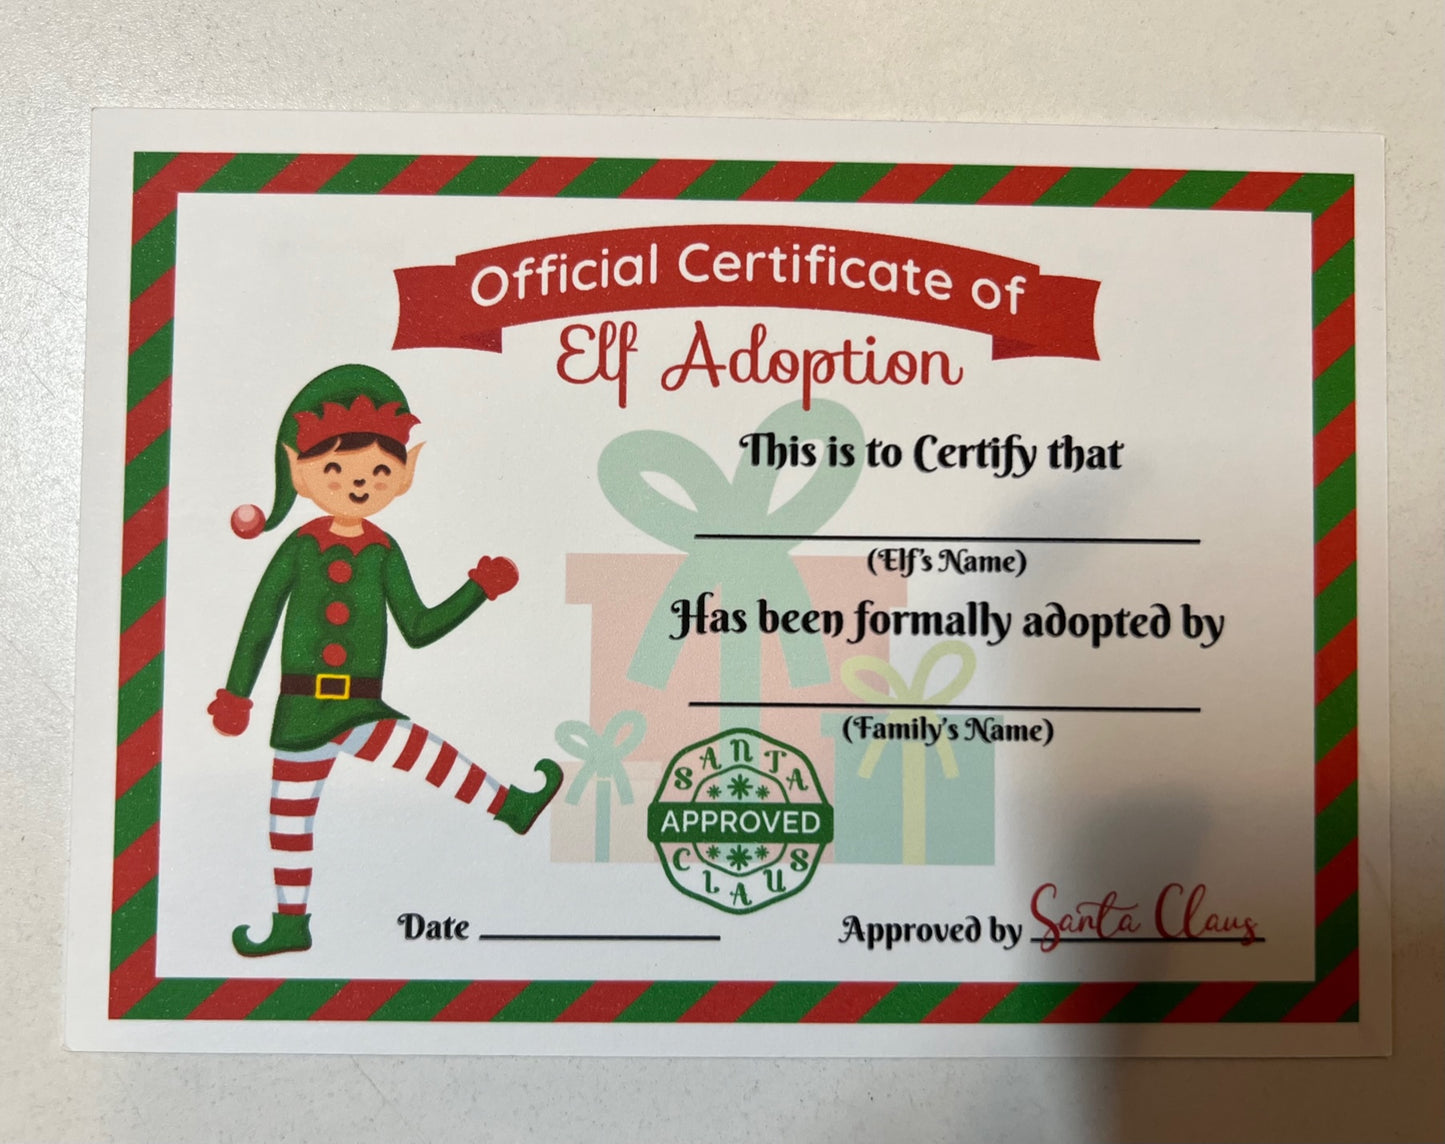 Official Certificate of
Elf Adoption
This is to Certify that
(Elf's Name)
Has been formally adopted by
(Family's Name)
SANTA
APPROVED
CLAUS
Date
Approved by Santa Claus